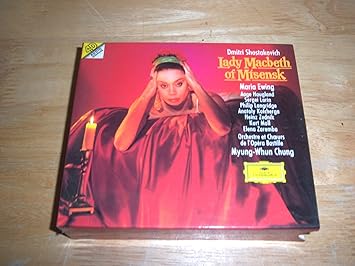 Dmitri Shostakovich
Lady Macbeth
of Mtsensk
Maria Ewing
Aage Haugland
Sergei Larin
Philip Langridge
Anatoly Kotcherga
Heinz Zednik
Kurt Moll
Elena Zaremba
Orchestre et Chœurs
de l'Opéra Bastille
Myung-Whun Chung